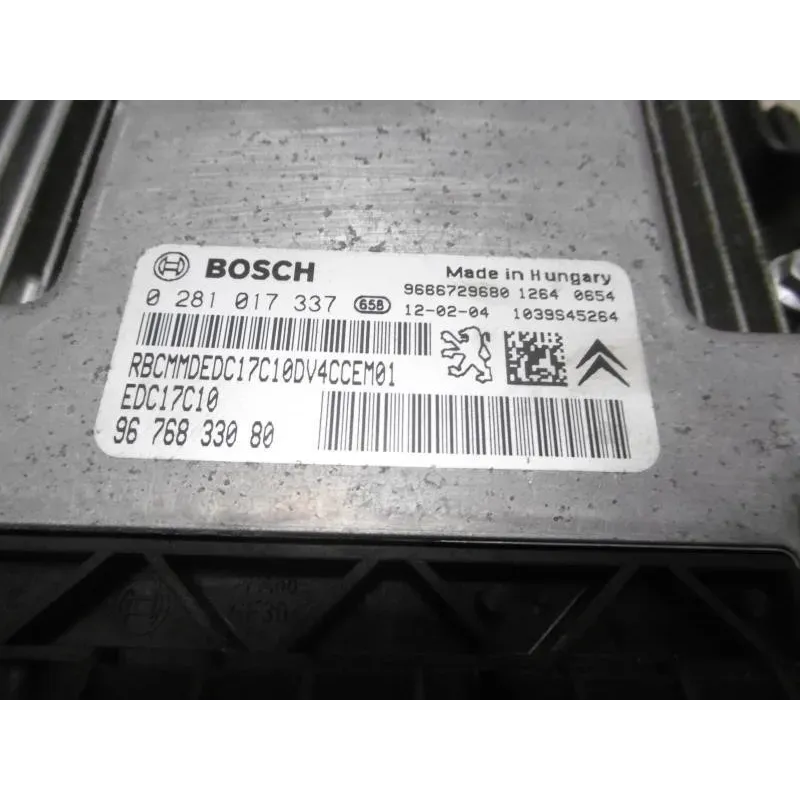 BOSCH
Made in Hungary
9666729680 1264 0654
0 281 017 337 65B 12-02-04 1039S45264
RBCMMDEDC17C10DV4CCEM01
EDC17C10
96 768 330 80